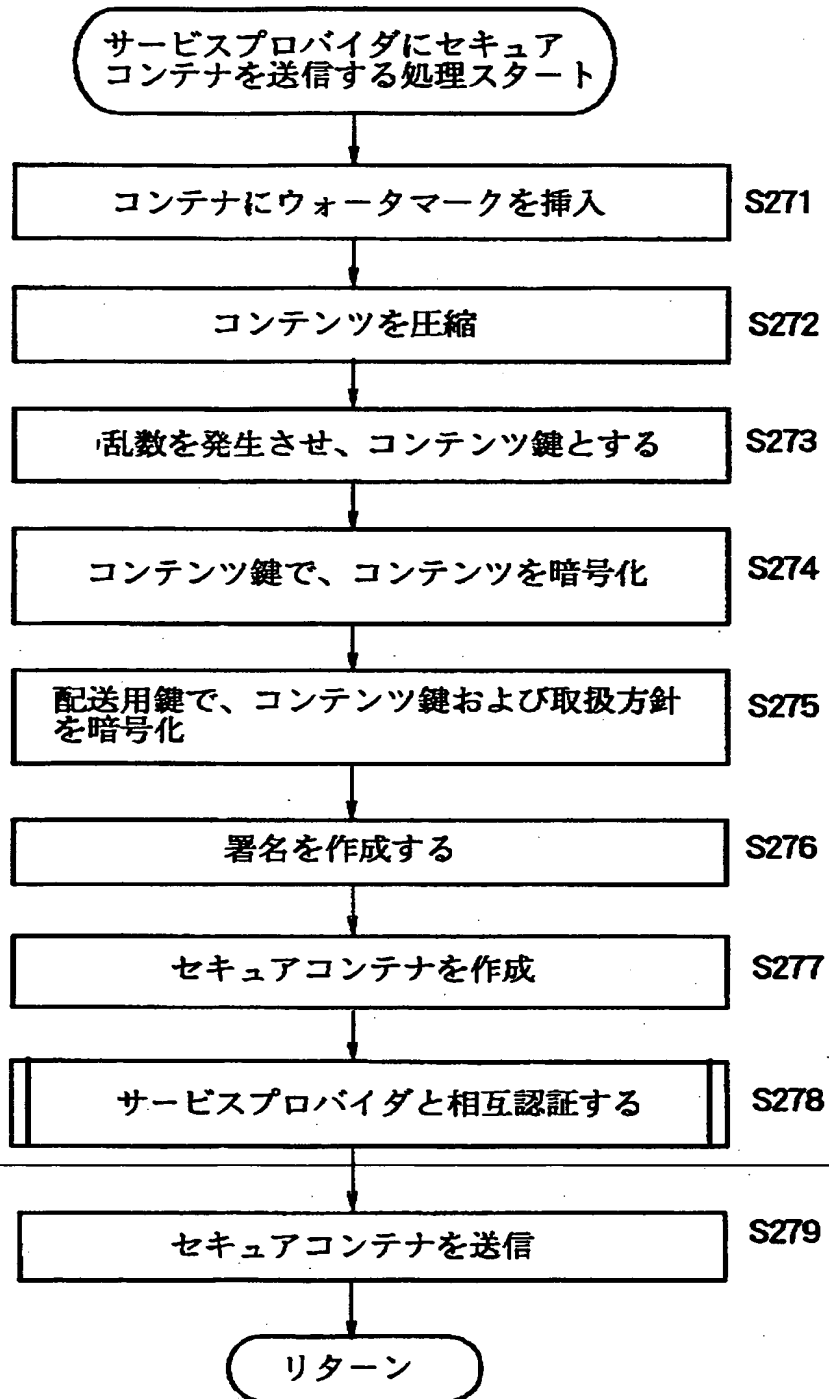 サービスプロバイダにセキュア
コンテナを送信する処理スタート
コンテナにウォータマークを挿入
S271
コンテンツを圧縮
S272
乱数を発生させ、コンテンツ鍵とする
S273
コンテンツ鍵で、コンテンツを暗号化
S274
配送用鍵で、コンテンツ鍵および取扱方針
を暗号化
S275
署名を作成する
S276
セキュアコンテナを作成
S277
サービスプロバイダと相互認証する
S278
セキュアコンテナを送信
S279
リターン